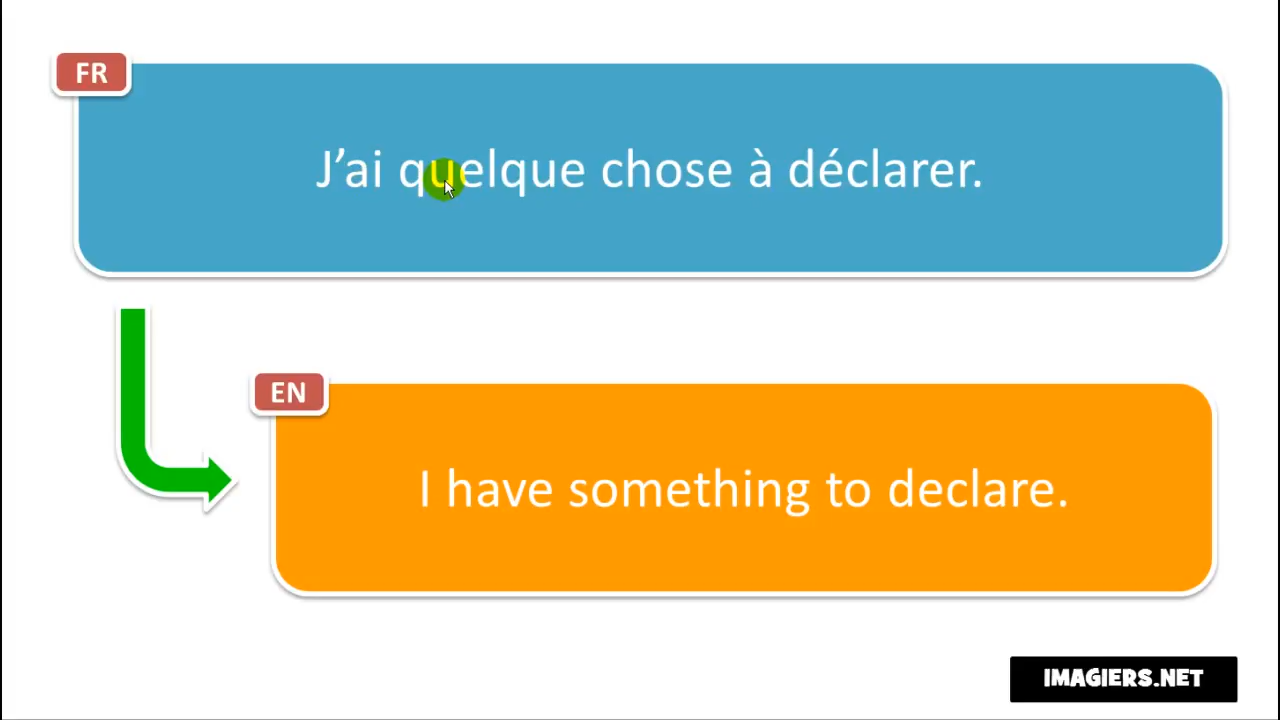 FR
J’ai quelque chose à déclarer.
EN
I have something to declare.
IMAGIERS.NET